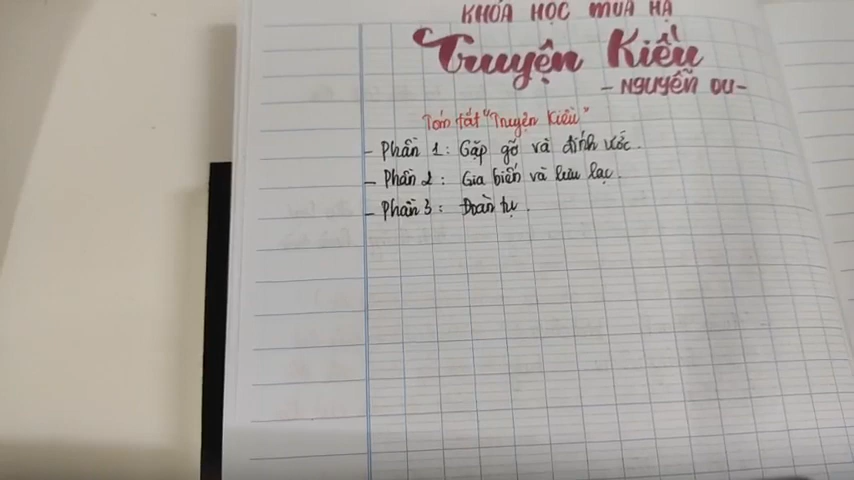 KHÓA HỌC MÙA HẠ
Truyện Kiều
- NGUYỄN DU -
Tóm tắt "Truyện Kiều"
- Phần 1: Gặp gỡ và đính ước.
- Phần 2: Gia biến và lưu lạc.
- Phần 3: Đoàn tụ.